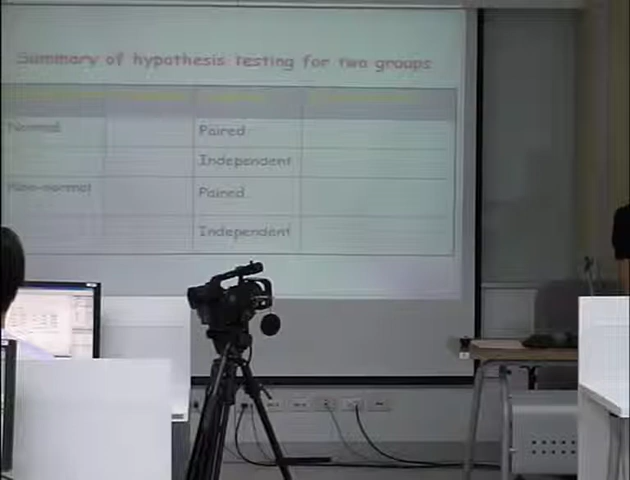 Summary of hypothesis testing for two groups
Normal
Paired
Independent
Non-normal
Paired
Independent